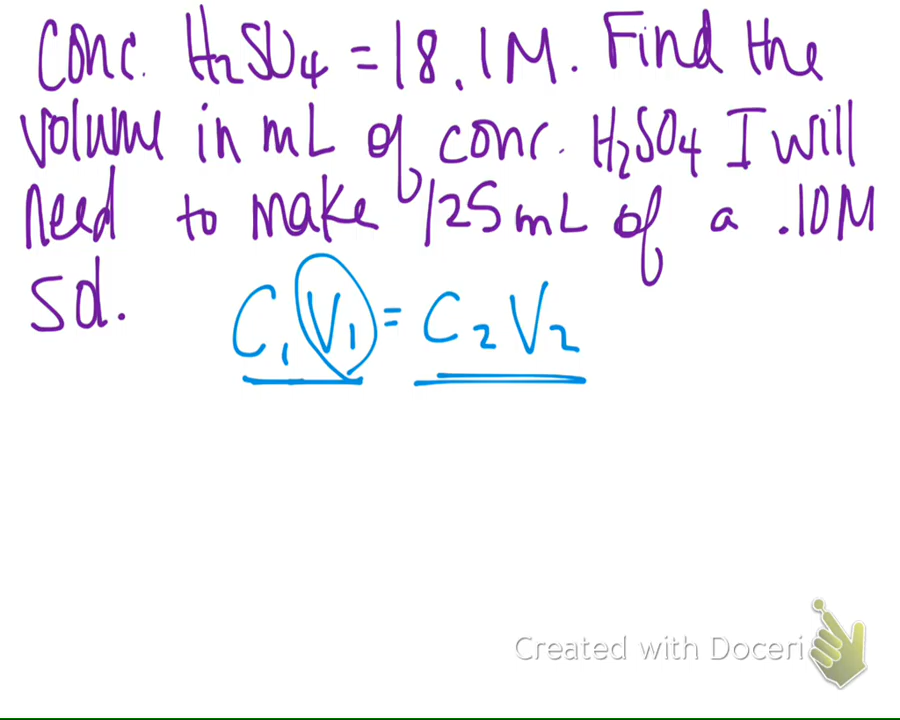 Conc. H₂SO₄ = 18.1M. Find the
volume in mL of conc. H₂SO₄ I will
need to make 125 mL of a .10M
sol.
C₁V₁ = C₂V₂
Created with Doceri